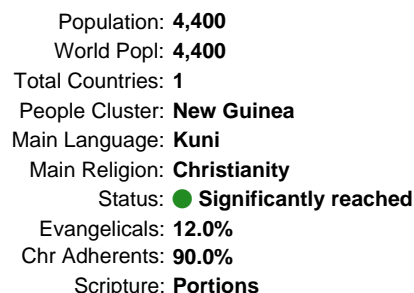 Population: 4,400
World Popl: 4,400
Total Countries: 1
People Cluster: New Guinea
Main Language: Kuni
Main Religion: Christianity
Status: Significantly reached
Evangelicals: 12.0%
Chr Adherents: 90.0%
Scripture: Portions